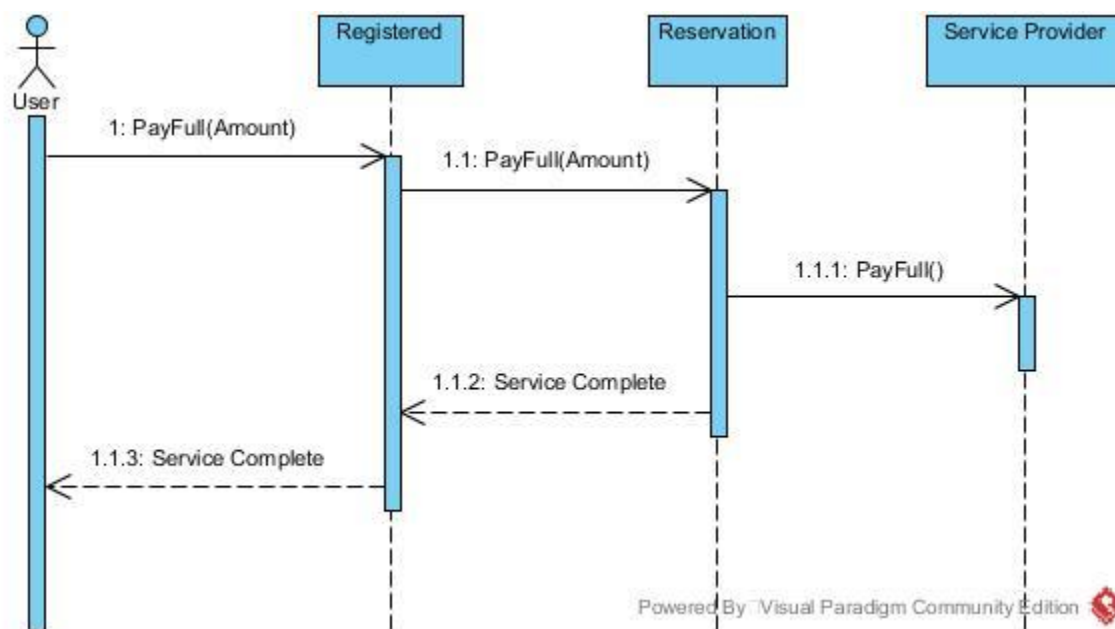 Registered
Reservation
Service Provider
User
1: PayFull(Amount)
1.1: PayFull(Amount)
1.1.1: PayFull()
1.1.2: Service Complete
1.1.3: Service Complete
Powered By Visual Paradigm Community Edition